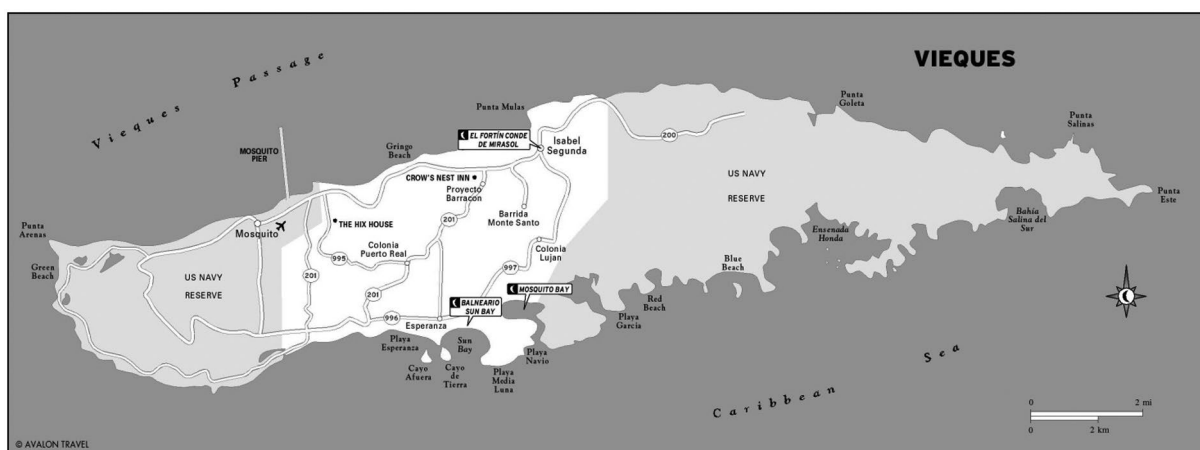 VIEQUES
Vieques Passage
Punta Mulas
EL FORTÍN CONDE
DE MIRASOL
Isabel
Segunda
200
Punta
Goleta
Punta
Salinas
MOSQUITO
PIER
Gringo
Beach
CROW'S NEST INN
Proyecto
Barracon
US NAVY
RESERVE
Punta
Este
Punta
Arenas
Mosquito
THE HIX HOUSE
201
Barrida
Monte Santo
Bahía
Salina del
Sur
Ensenada
Honda
Colonia
Puerto Real
Colonia
Lujan
Green
Beach
US NAVY
RESERVE
995
201
997
Blue
Beach
MOSQUITO BAY
201
BALNEARIO
SUN BAY
Red
Beach
996
Esperanza
Playa
Garcia
Playa
Esperanza
Sun
Bay
Playa
Navio
Cayo
Afuera
Cayo
de
Tierra
Playa
Media
Luna
Caribbean Sea
0 2 mi
0 2 km
© AVALON TRAVEL